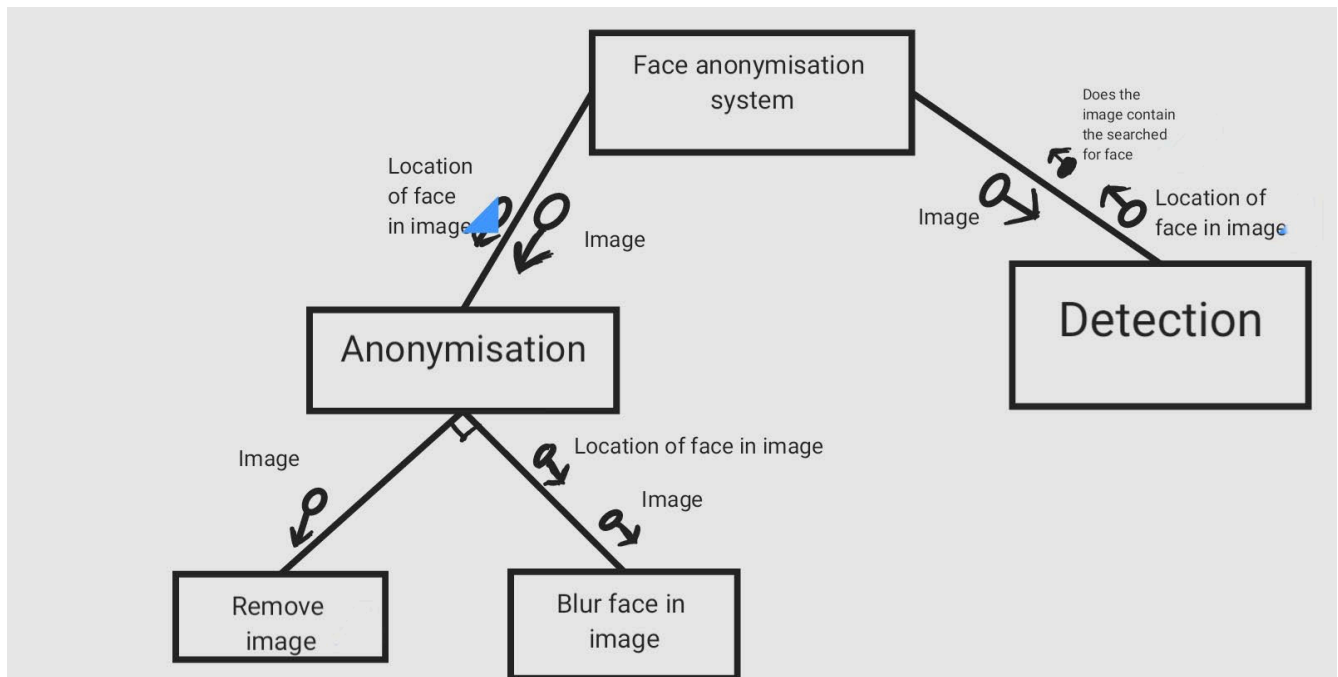 Face anonymisation
system
Does the
image contain
the searched
for face
Location
of face
in image
Image
Image
Location of
face in image
Detection
Anonymisation
Image
Location of face in image
Image
Remove
image
Blur face in
image